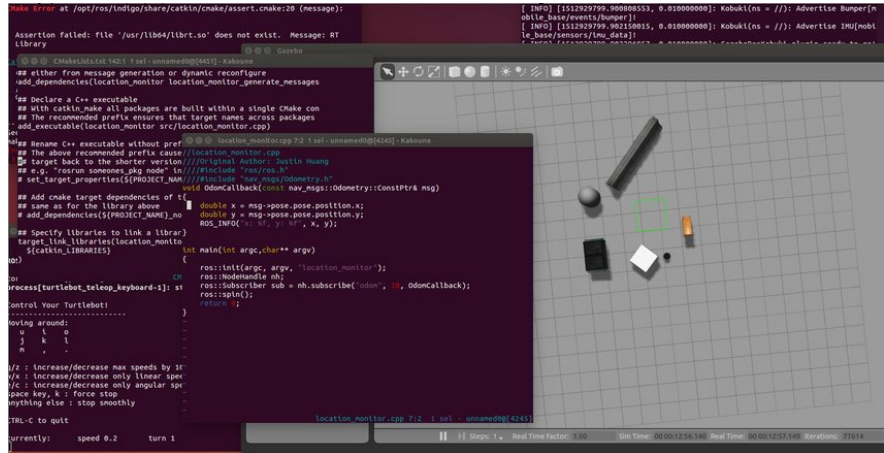 CMake Error at /opt/ros/indigo/share/catkin/cmake/assert.cmake:20 (message):
Assertion failed: file '/usr/lib64/librt.so' does not exist. Message: RT
Library
[ INFO] [1512929799.900808553, 0.010000000]: Kobuki(ns = //): Advertise Bumper[m
obile_base/events/bumper]!
[ INFO] [1512929799.902150015, 0.010000000]: Kobuki(ns = //): Advertise IMU[mobi
le_base/sensors/imu_data]!
Gazebo
CMakeLists.txt 142:1 1 sel - unnamed0@[4451] - Kakoune
## either from message generation or dynamic reconfigure
add_dependencies(location_monitor location_monitor_generate_messages
## Declare a C++ executable
## With catkin_make all packages are built within a single CMake con
## The recommended prefix ensures that target names across packages
add_executable(location_monitor src/location_monitor.cpp)
## Rename C++ executable without pref
## The above recommended prefix cause
## target back to the shorter version
## e.g. "rosrun someones_pkg node" in
# set_target_properties(${PROJECT_NAM
## Add cmake target dependencies of t
## same as for the library above
# add_dependencies(${PROJECT_NAME}_no
## Specify libraries to link a librar
target_link_libraries(location_monito
${catkin_LIBRARIES}
)
location_monitor.cpp 7:2 1 sel - unnamed0@[4245] - Kakoune
//location_monitor.cpp
////Original Author: Justin Huang
////#include "ros/ros.h"
////#include "nav_msgs/Odometry.h"
void OdomCallback(const nav_msgs::Odometry::ConstPtr& msg)
{
double x = msg->pose.pose.position.x;
double y = msg->pose.pose.position.y;
ROS_INFO("x: %f, y: %f", x, y);
}
int main(int argc,char** argv)
{
ros::init(argc, argv, "location_monitor");
ros::NodeHandle nh;
ros::Subscriber sub = nh.subscribe("odom", 10, OdomCallback);
ros::spin();
return 0;
}
location_monitor.cpp 7:2 1 sel - unnamed0@[4245]
process[turtlebot_teleop_keyboard-1]: st
Control Your Turtlebot!
---------------------------
Moving around:
u i o
j k l
m , .
q/z : increase/decrease max speeds by 10
w/x : increase/decrease only linear spee
e/c : increase/decrease only angular spe
space key, k : force stop
anything else : stop smoothly
CTRL-C to quit
currently: speed 0.2 turn 1
Steps: 1 Real Time Factor: 1.00 Sim Time: 00 00:12:56.140 Real Time: 00 00:12:57.149 Iterations: 77614